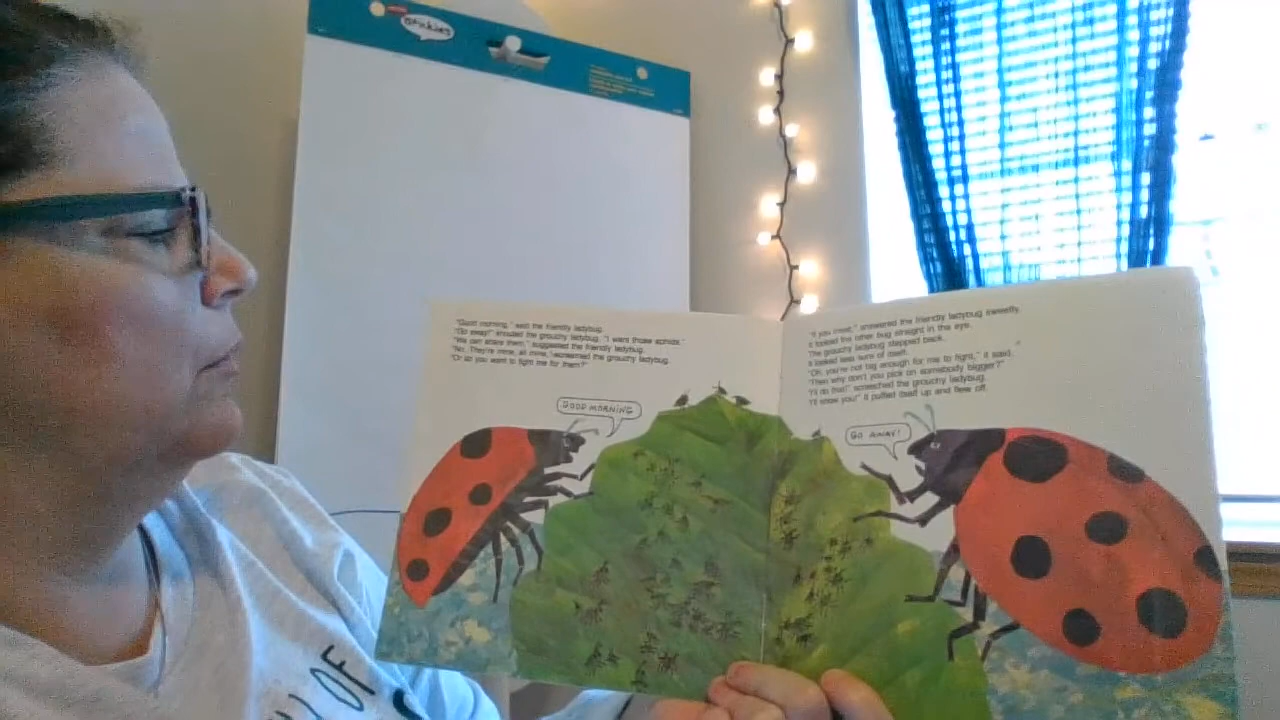 "Good morning," said the friendly ladybug.
"Go away!" shouted the grouchy ladybug. "I want those aphids."
"We can share them," suggested the friendly ladybug.
"No. They're mine, all mine," screamed the grouchy ladybug.
"Or do you want to fight me for them?"
"If you insist," answered the friendly ladybug sweetly.
It looked the other bug straight in the eye.
The grouchy ladybug stepped back.
It looked less sure of itself.
"Oh, you're not big enough for me to fight," it said.
"Then why don't you pick on somebody bigger?"
"I'll do that!" screeched the grouchy ladybug.
"I'll show you!" It puffed itself up and flew off.
GOOD MORNING
GO AWAY!
OF